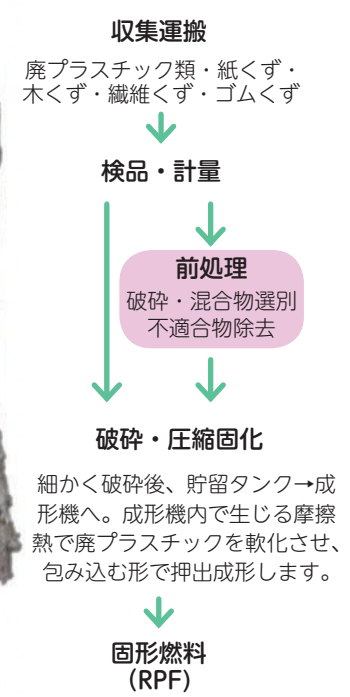 収集運搬
廃プラスチック類・紙くず・
木くず・繊維くず・ゴムくず
検品・計量
前処理
破砕・混合物選別
不適合物除去
破砕・圧縮固化
細かく破砕後、貯留タンク→成
形機へ。成形機内で生じる摩擦
熱で廃プラスチックを軟化させ、
包み込む形で押出成形します。
固形燃料
（RPF）